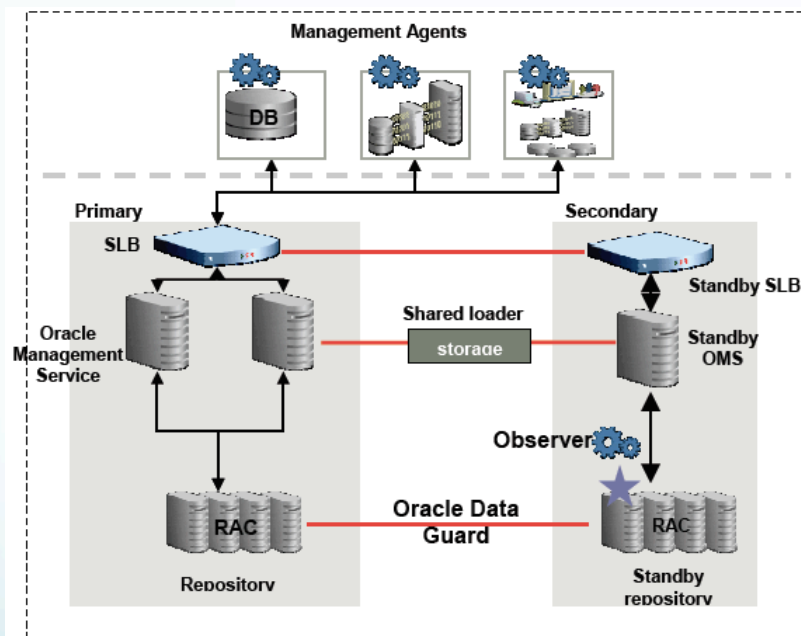 Management Agents
DB
Primary
Secondary
SLB
Standby SLB
Shared loader
storage
Oracle
Management
Service
Standby
OMS
Observer
RAC
Oracle Data
Guard
RAC
Repository
Standby
repository